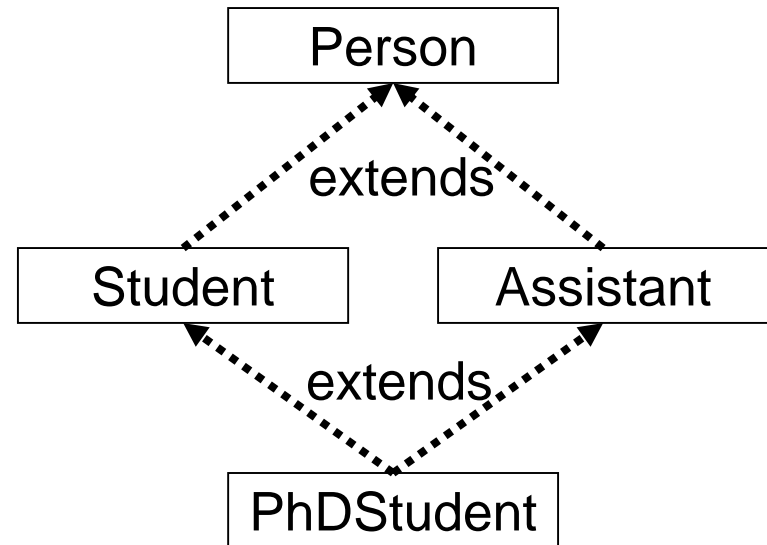 Person
extends
Student
Assistant
extends
PhDStudent